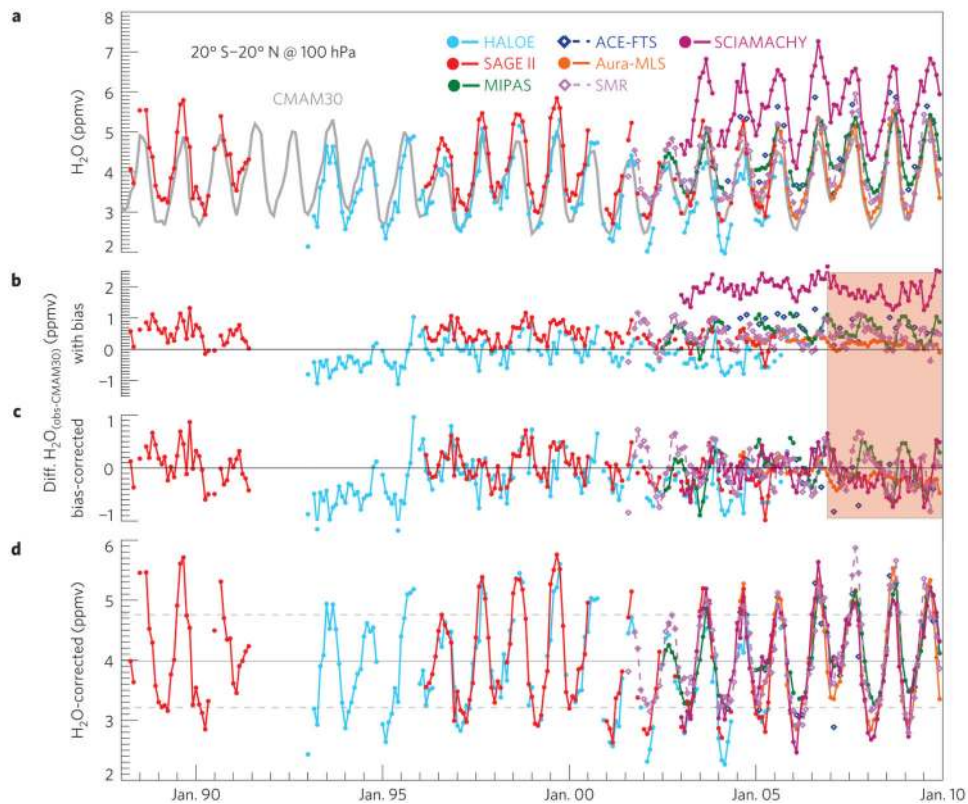 a
8
7
6
5
4
3
2
H₂O (ppmv)
20° S–20° N @ 100 hPa
CMAM30
HALOE
SAGE II
MIPAS
ACE-FTS
Aura-MLS
SMR
SCIAMACHY
b
2
1
0
–1
Diff. H₂O(obs-CMAM30) (ppmv)
with bias
c
1
0
–1
bias-corrected
d
6
5
4
3
2
H₂O-corrected (ppmv)
Jan. 90
Jan. 95
Jan. 00
Jan. 05
Jan. 10